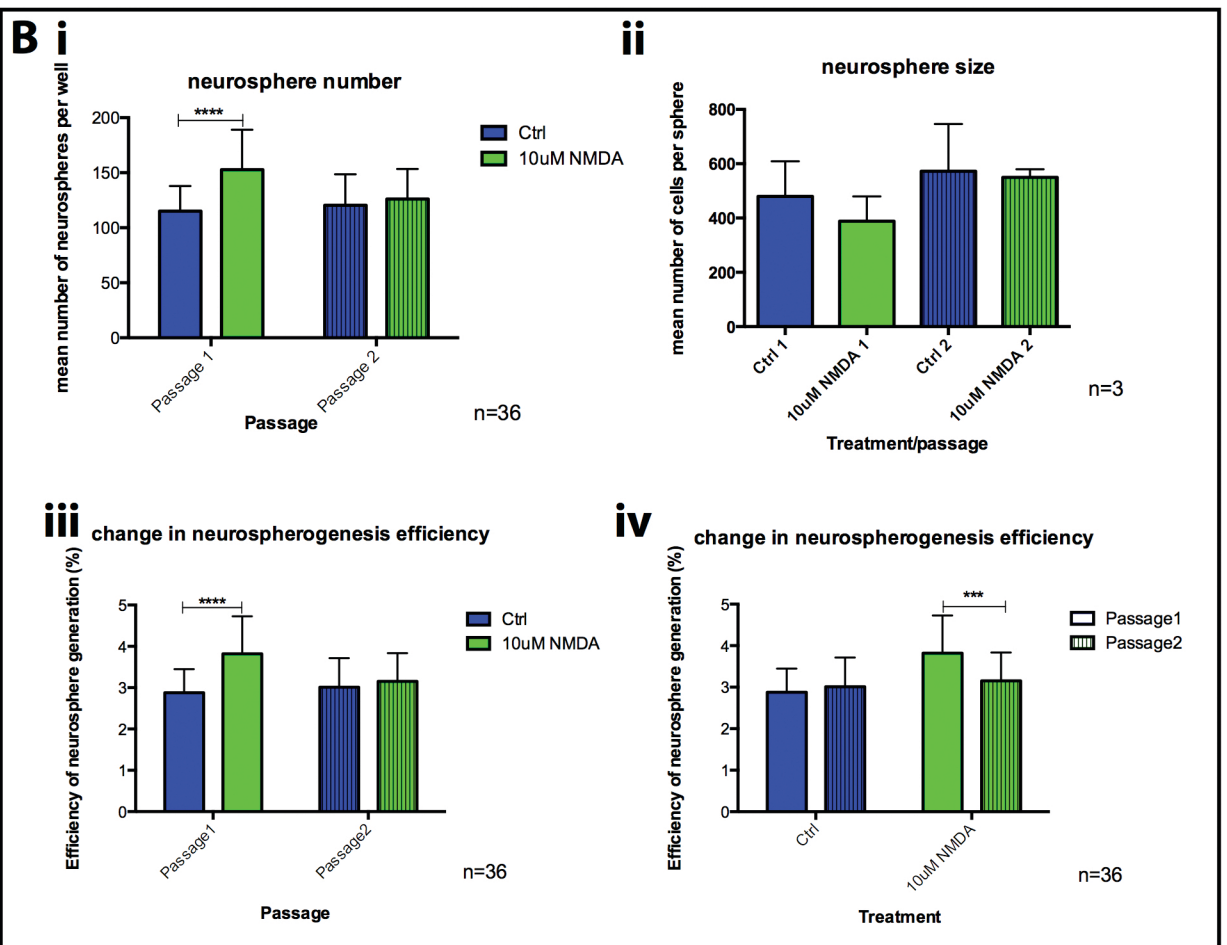 B i
neurosphere number
mean number of neurospheres per well
200
150
100
50
0
****
Ctrl
10uM NMDA
Passage 1
Passage 2
Passage
n=36
ii
neurosphere size
mean number of cells per sphere
800
600
400
200
0
Ctrl 1
10uM NMDA 1
Ctrl 2
10uM NMDA 2
Treatment/passage
n=3
iii
change in neurospherogenesis efficiency
Efficiency of neurosphere generation (%)
5
4
3
2
1
0
****
Ctrl
10uM NMDA
Passage1
Passage2
Passage
n=36
iv
change in neurospherogenesis efficiency
Efficiency of neurosphere generation (%)
5
4
3
2
1
0
***
Passage1
Passage2
Ctrl
10uM NMDA
Treatment
n=36